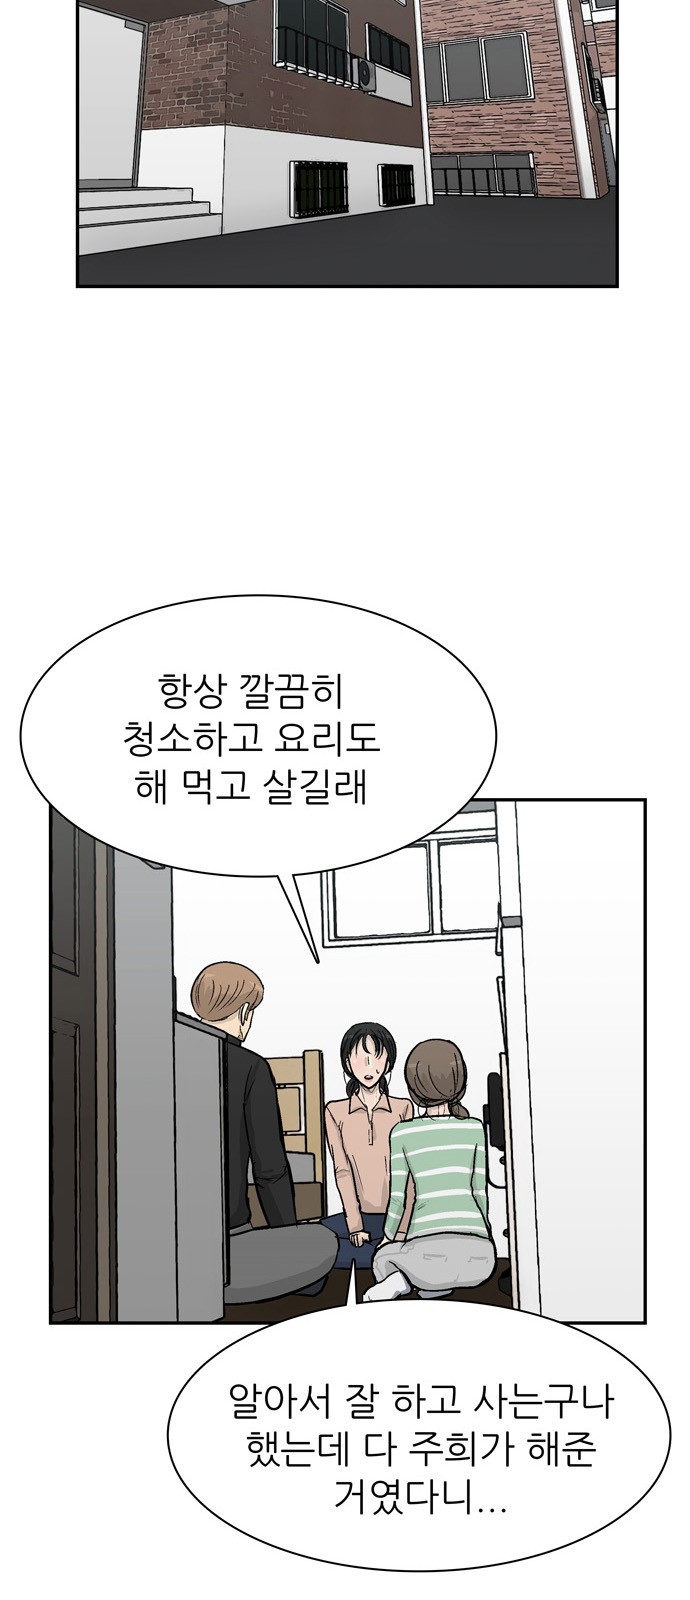 항상 깔끔히
청소하고 요리도
해 먹고 살길래
알아서 잘 하고 사는구나
했는데 다 주희가 해준
거였다니...